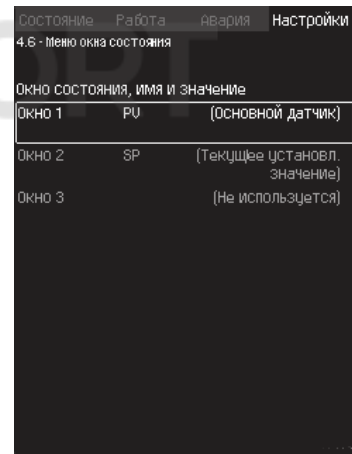 Состояние Работа Авария Настройки
4.6 - Меню окна состояния
Окно состояния, имя и значение
Окно 1 PV (Основной датчик)
Окно 2 SP (Текущее установл.
значение)
Окно 3 (Не используется)